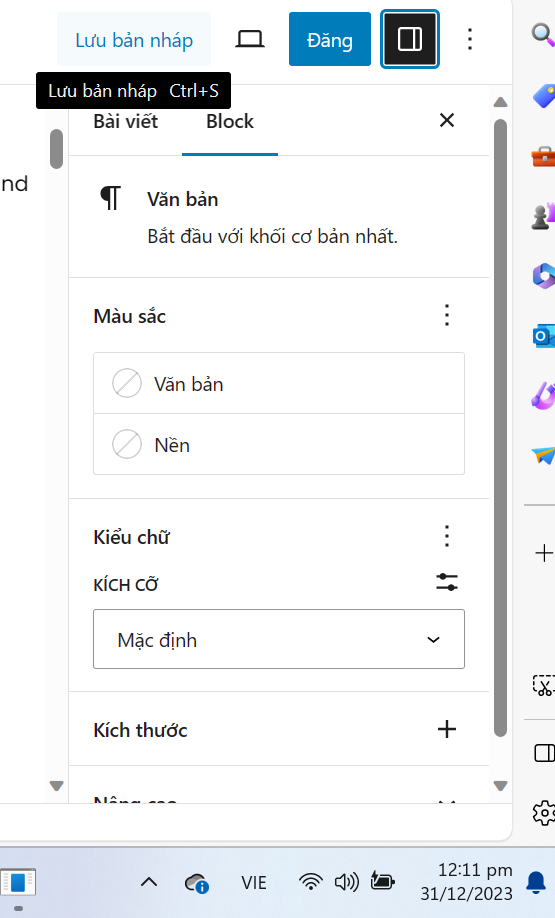 Lưu bản nháp
Đăng
Lưu bản nháp Ctrl+S
Bài viết
Block
nd
Văn bản
Bắt đầu với khối cơ bản nhất.
Màu sắc
Văn bản
Nền
Kiểu chữ
KÍCH CỠ
Mặc định
Kích thước
Nâng cao
VIE
12:11 pm
31/12/2023